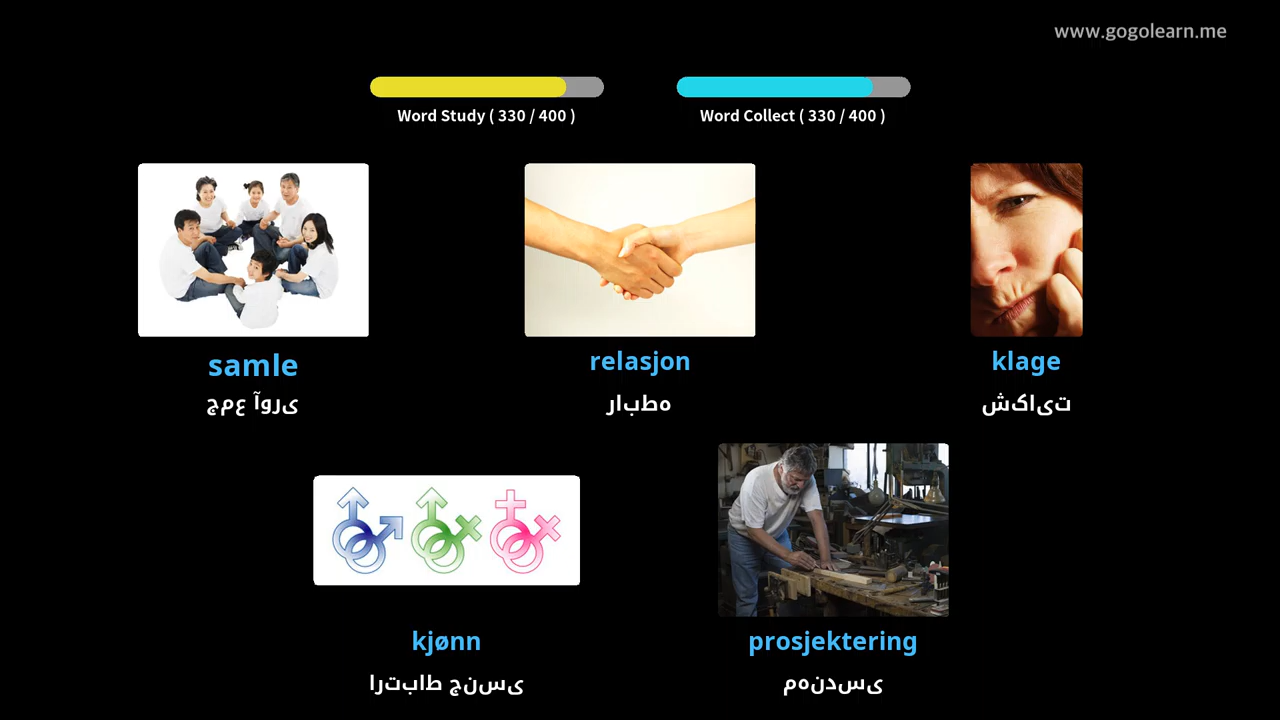 www.gogolearn.me
Word Study ( 330 / 400 )
Word Collect ( 330 / 400 )
samle
جمع آوری
relasjon
رابطه
klage
شکایت
kjønn
ارتباط جنسی
prosjektering
مهندسی